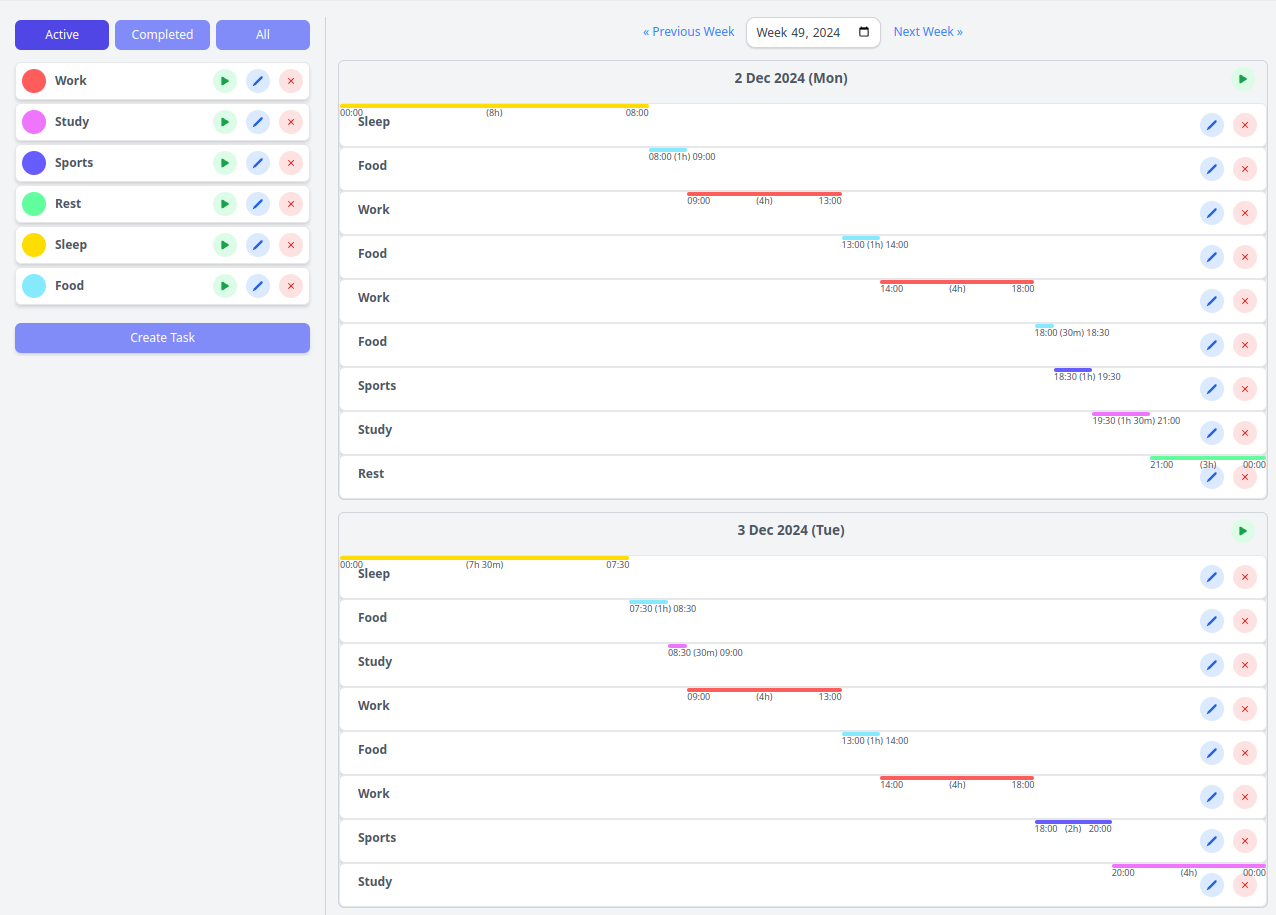 Active Completed All
Work
Study
Sports
Rest
Sleep
Food
Create Task
« Previous Week Week 49, 2024 Next Week »
2 Dec 2024 (Mon)
00:00 (8h) 08:00
Sleep
08:00 (1h) 09:00
Food
09:00 (4h) 13:00
Work
13:00 (1h) 14:00
Food
14:00 (4h) 18:00
Work
18:00 (30m) 18:30
Food
18:30 (1h) 19:30
Sports
19:30 (1h 30m) 21:00
Study
21:00 (3h) 00:00
Rest
3 Dec 2024 (Tue)
00:00 (7h 30m) 07:30
Sleep
07:30 (1h) 08:30
Food
08:30 (30m) 09:00
Study
09:00 (4h) 13:00
Work
13:00 (1h) 14:00
Food
14:00 (4h) 18:00
Work
18:00 (2h) 20:00
Sports
20:00 (4h) 00:00
Study